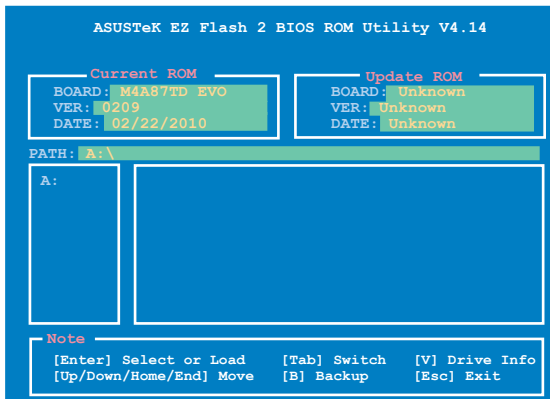 ASUSTeK EZ Flash 2 BIOS ROM Utility V4.14
Current ROM
BOARD: M4A87TD EVO
VER: 0209
DATE: 02/22/2010
Update ROM
BOARD: Unknown
VER: Unknown
DATE: Unknown
PATH: A:\
A:
Note
[Enter] Select or Load [Tab] Switch [V] Drive Info
[Up/Down/Home/End] Move [B] Backup [Esc] Exit